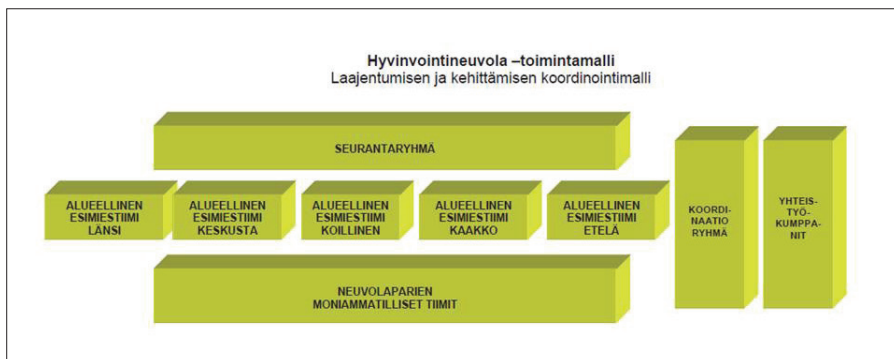 Hyvinvointineuvola –toimintamalli
Laajentumisen ja kehittämisen koordinointimalli
SEURANTARYHMÄ
ALUEELLINEN
ESIMIESTIIMI
LÄNSI
ALUEELLINEN
ESIMIESTIIMI
KESKUSTA
ALUEELLINEN
ESIMIESTIIMI
KOILLINEN
ALUEELLINEN
ESIMIESTIIMI
KAAKKO
ALUEELLINEN
ESIMIESTIIMI
ETELÄ
KOORDI-
NAATIO
RYHMÄ
YHTEIS-
TYÖ-
KUMPPA-
NIT
NEUVOLAPARIEN
MONIAMMATILLISET TIIMIT